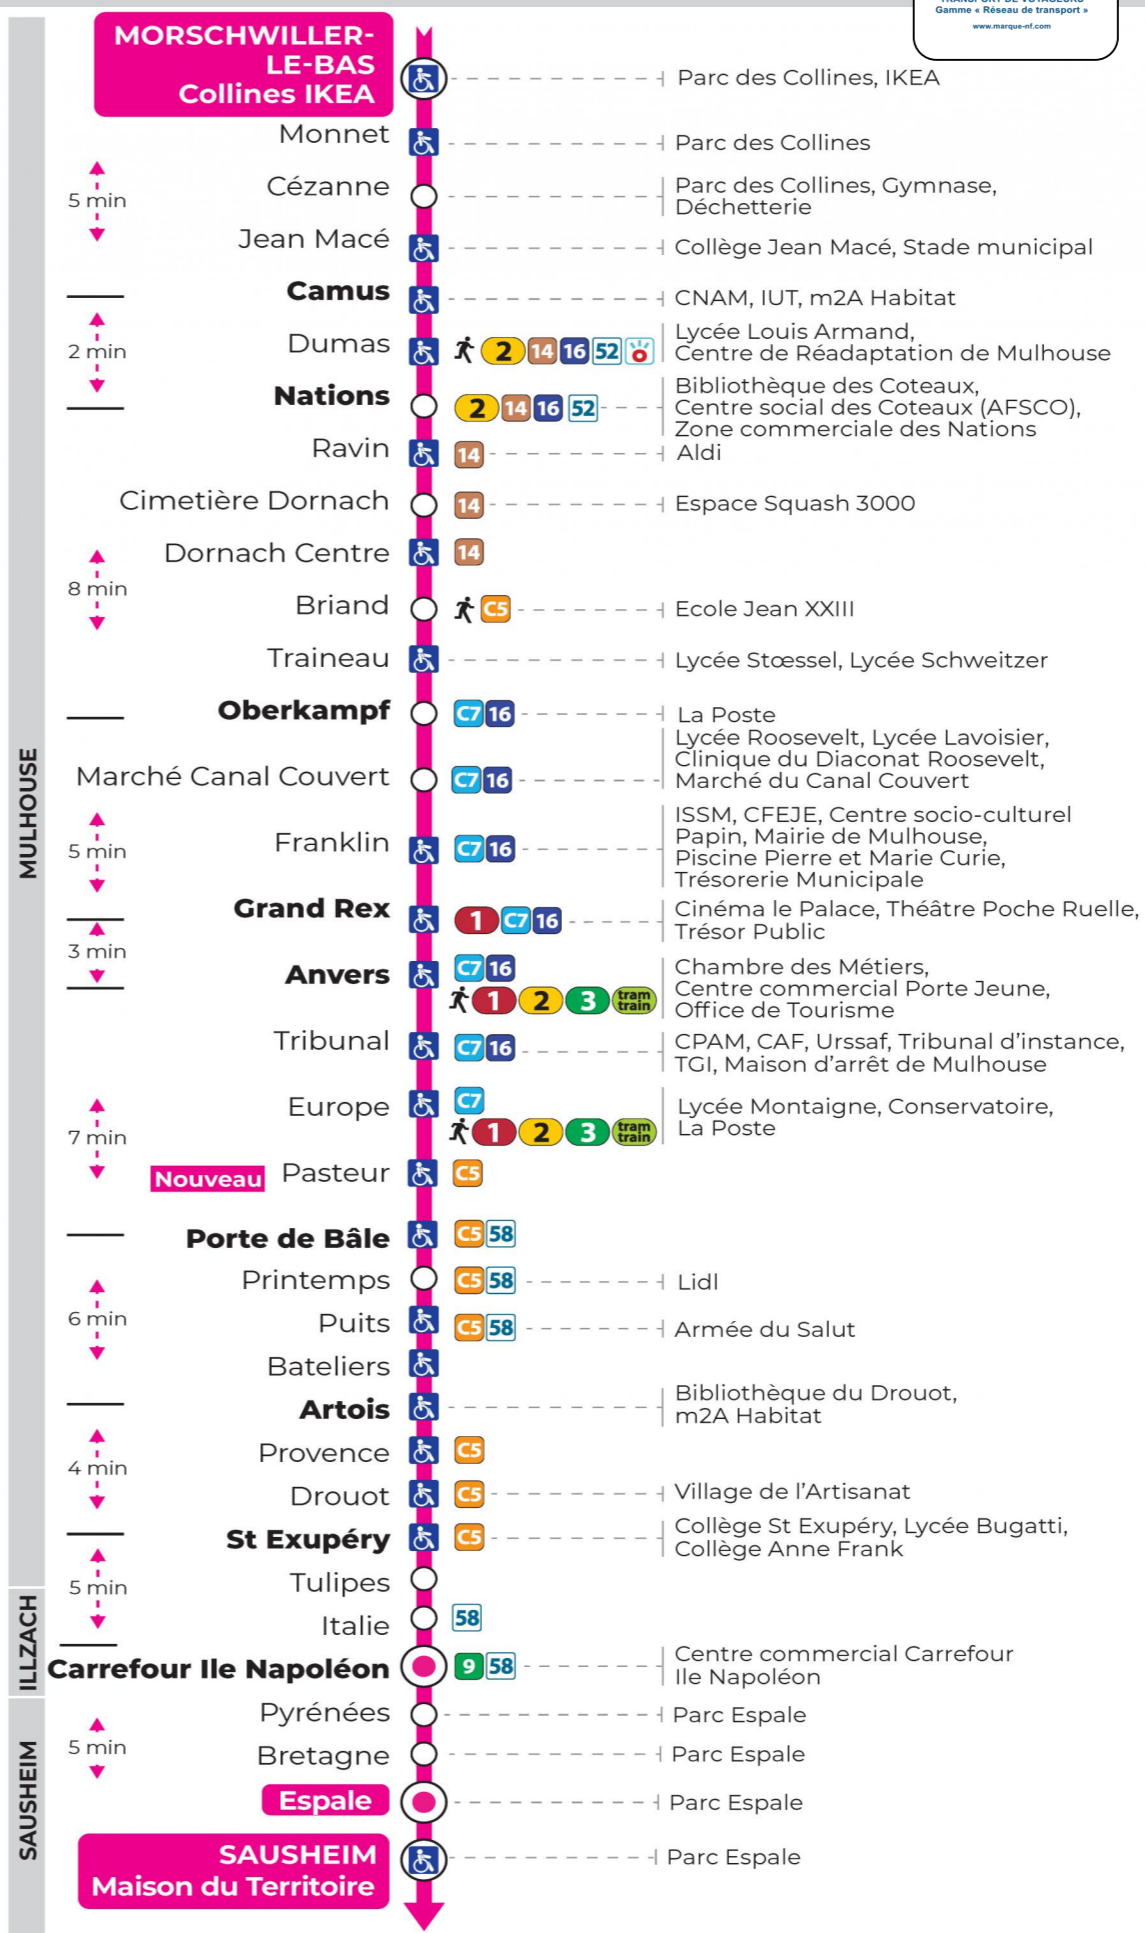 TRANSPORT DE VOYAGEURS
Gamme « Réseau de transport »
www.marque-nf.com
MORSCHWILLER-
LE-BAS
Collines IKEA
Parc des Collines, IKEA
Monnet
Parc des Collines
5 min
Cézanne
Parc des Collines, Gymnase,
Déchetterie
Jean Macé
Collège Jean Macé, Stade municipal
Camus
CNAM, IUT, m2A Habitat
2 min
Dumas
2 14 16 52
Lycée Louis Armand,
Centre de Réadaptation de Mulhouse
Nations
2 14 16 52
Bibliothèque des Coteaux,
Centre social des Coteaux (AFSCO),
Zone commerciale des Nations
Ravin
14
Aldi
Cimetière Dornach
14
Espace Squash 3000
Dornach Centre
14
8 min
Briand
C5
Ecole Jean XXIII
Traineau
Lycée Stœssel, Lycée Schweitzer
Oberkampf
C7 16
La Poste
MULHOUSE
Marché Canal Couvert
C7 16
Lycée Roosevelt, Lycée Lavoisier,
Clinique du Diaconat Roosevelt,
Marché du Canal Couvert
5 min
Franklin
C7 16
ISSM, CFEJE, Centre socio-culturel
Papin, Mairie de Mulhouse,
Piscine Pierre et Marie Curie,
Trésorerie Municipale
Grand Rex
1 C7 16
Cinéma le Palace, Théâtre Poche Ruelle,
Trésor Public
3 min
Anvers
C7 16
1 2 3 tram train
Chambre des Métiers,
Centre commercial Porte Jeune,
Office de Tourisme
Tribunal
C7 16
CPAM, CAF, Urssaf, Tribunal d’instance,
TGI, Maison d’arrêt de Mulhouse
7 min
Europe
C7
1 2 3 tram train
Lycée Montaigne, Conservatoire,
La Poste
Nouveau
Pasteur
C5
Porte de Bâle
C5 58
Printemps
C5 58
Lidl
6 min
Puits
C5 58
Armée du Salut
Bateliers
Artois
Bibliothèque du Drouot,
m2A Habitat
4 min
Provence
C5
Drouot
C5
Village de l’Artisanat
St Exupéry
C5
Collège St Exupéry, Lycée Bugatti,
Collège Anne Frank
5 min
Tulipes
ILLZACH
Italie
58
Carrefour Ile Napoléon
9 58
Centre commercial Carrefour
Ile Napoléon
SAUSHEIM
Pyrénées
Parc Espale
5 min
Bretagne
Parc Espale
Espale
Parc Espale
SAUSHEIM
Maison du Territoire
Parc Espale